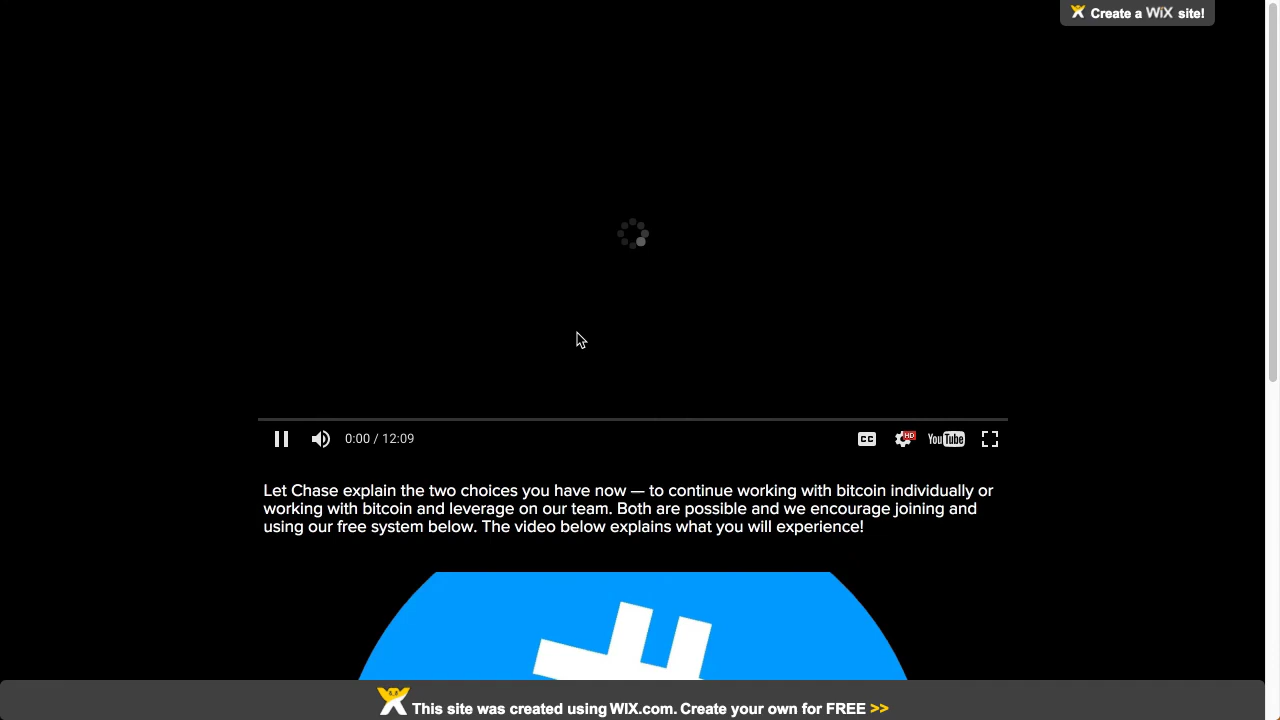 Create a WiX site!
0:00 / 12:09
CC
HD
YouTube
Let Chase explain the two choices you have now — to continue working with bitcoin individually or
working with bitcoin and leverage on our team. Both are possible and we encourage joining and
using our free system below. The video below explains what you will experience!
This site was created using WIX.com. Create your own for FREE >>